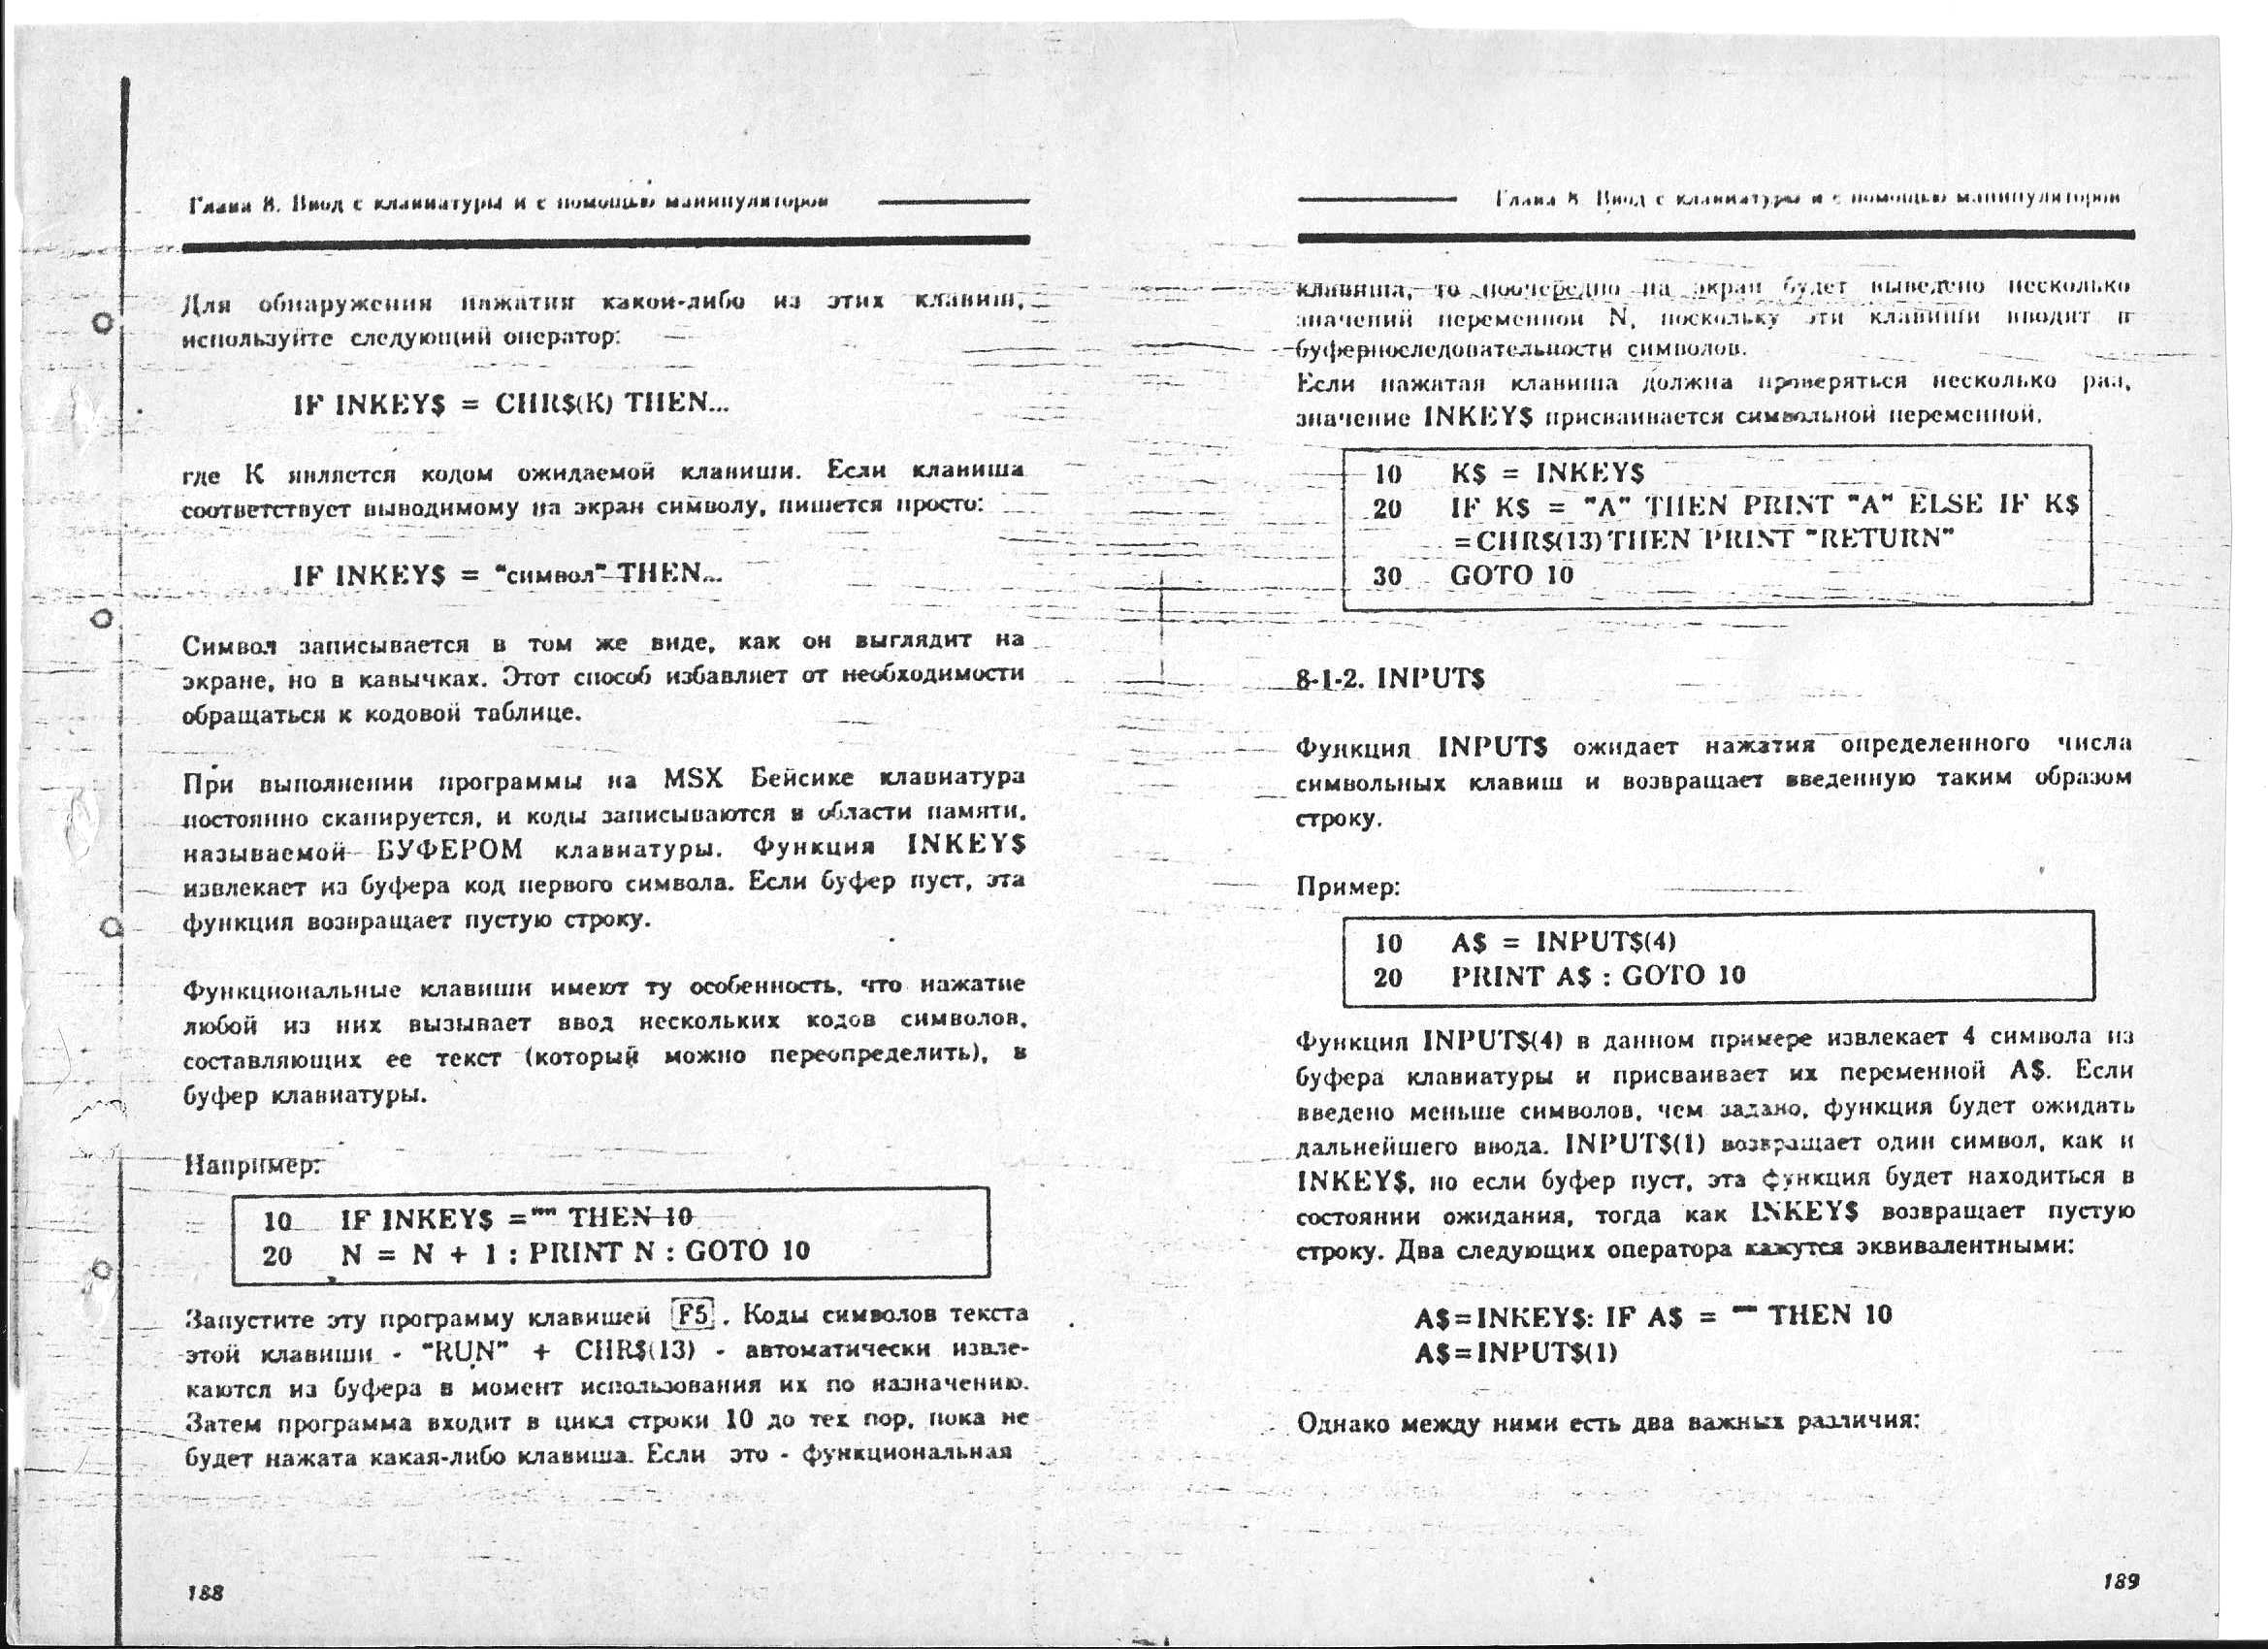 Глава 8. Ввод с клавиатуры и с помощью манипуляторов
Для обнаружения нажатия какой-либо из этих клавиш,
используйте следующий оператор:
IF INKEY$ = CHR$(K) THEN...
где К является кодом ожидаемой клавиши. Если клавиша
соответствует выводимому на экран символу, пишется просто:
IF INKEY$ = "символ" THEN...
Символ записывается в том же виде, как он выглядит на
экране, но в кавычках. Этот способ избавляет от необходимости
обращаться к кодовой таблице.
При выполнении программы на MSX Бейсике клавиатура
постоянно сканируется, и коды записываются в области памяти,
называемой БУФЕРОМ клавиатуры. Функция INKEY$
извлекает из буфера код первого символа. Если буфер пуст, эта
функция возвращает пустую строку.
Функциональные клавиши имеют ту особенность, что нажатие
любой из них вызывает ввод нескольких кодов символов,
составляющих ее текст (который можно переопределить), в
буфер клавиатуры.
Например:
10 IF INKEY$ ="" THEN 10
20 N = N + 1 : PRINT N : GOTO 10
Запустите эту программу клавишей F5. Коды символов текста
этой клавиши - "RUN" + CHR$(13) - автоматически извле-
каются из буфера в момент использования их по назначению.
Затем программа входит в цикл строки 10 до тех пор, пока не
будет нажата какая-либо клавиша. Если это - функциональная
188
Глава 8. Ввод с клавиатуры и с помощью манипуляторов
клавиша, то поочередно на экран будет выведено несколько
значений переменной N, поскольку эти клавиши вводят в
буферпоследовательности символов.
Если нажатая клавиша должна проверяться несколько раз,
значение INKEY$ присваивается символьной переменной.
10 K$ = INKEY$
20 IF K$ = "A" THEN PRINT "A" ELSE IF K$
=CHR$(13) THEN PRINT "RETURN"
30 GOTO 10
8-1-2. INPUT$
Функция INPUT$ ожидает нажатия определенного числа
символьных клавиш и возвращает введенную таким образом
строку.
Пример:
10 A$ = INPUT$(4)
20 PRINT A$ : GOTO 10
Функция INPUT$(4) в данном примере извлекает 4 символа из
буфера клавиатуры и присваивает их переменной A$. Если
введено меньше символов, чем задано, функция будет ожидать
дальнейшего ввода. INPUT$(1) возвращает один символ, как и
INKEY$, но если буфер пуст, эта функция будет находиться в
состоянии ожидания, тогда как INKEY$ возвращает пустую
строку. Два следующих оператора кажутся эквивалентными:
A$=INKEY$: IF A$ = "" THEN 10
A$=INPUT$(1)
Однако между ними есть два важных различия:
189